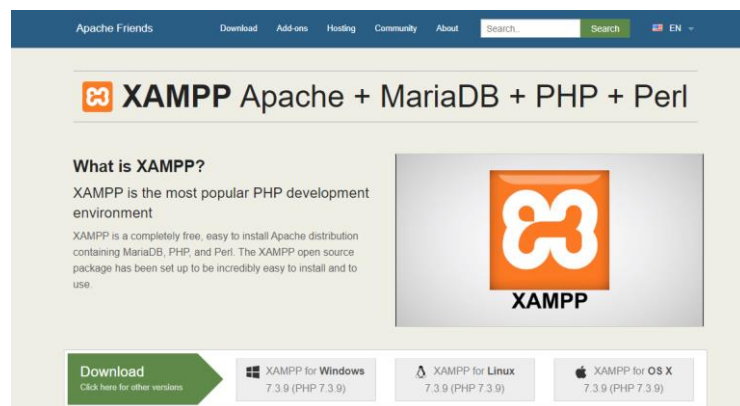 Apache Friends Download Add-ons Hosting Community About Search.. Search EN
XAMPP Apache + MariaDB + PHP + Perl
What is XAMPP?
XAMPP is the most popular PHP development
environment
XAMPP is a completely free, easy to install Apache distribution
containing MariaDB, PHP, and Perl. The XAMPP open source
package has been set up to be incredibly easy to install and to
use.
XAMPP
Download
Click here for other versions
XAMPP for Windows
7.3.9 (PHP 7.3.9)
XAMPP for Linux
7.3.9 (PHP 7.3.9)
XAMPP for OS X
7.3.9 (PHP 7.3.9)